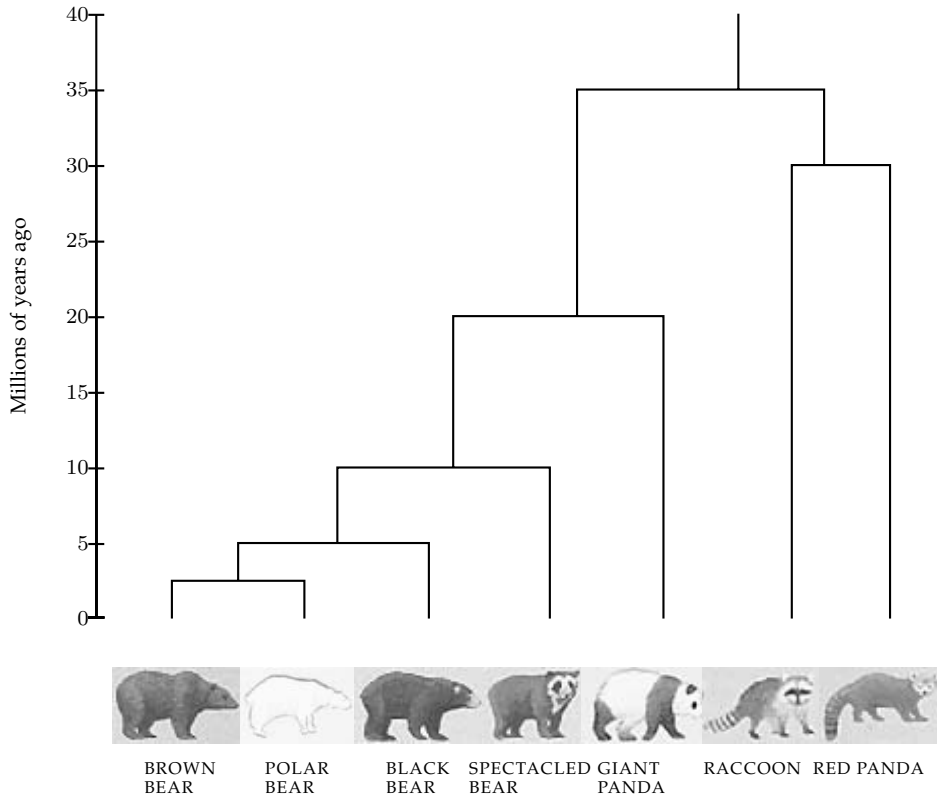 40
35
30
25
20
15
10
5
0
Millions of years ago
BROWN
BEAR
POLAR
BEAR
BLACK
BEAR
SPECTACLED
BEAR
GIANT
PANDA
RACCOON
RED PANDA